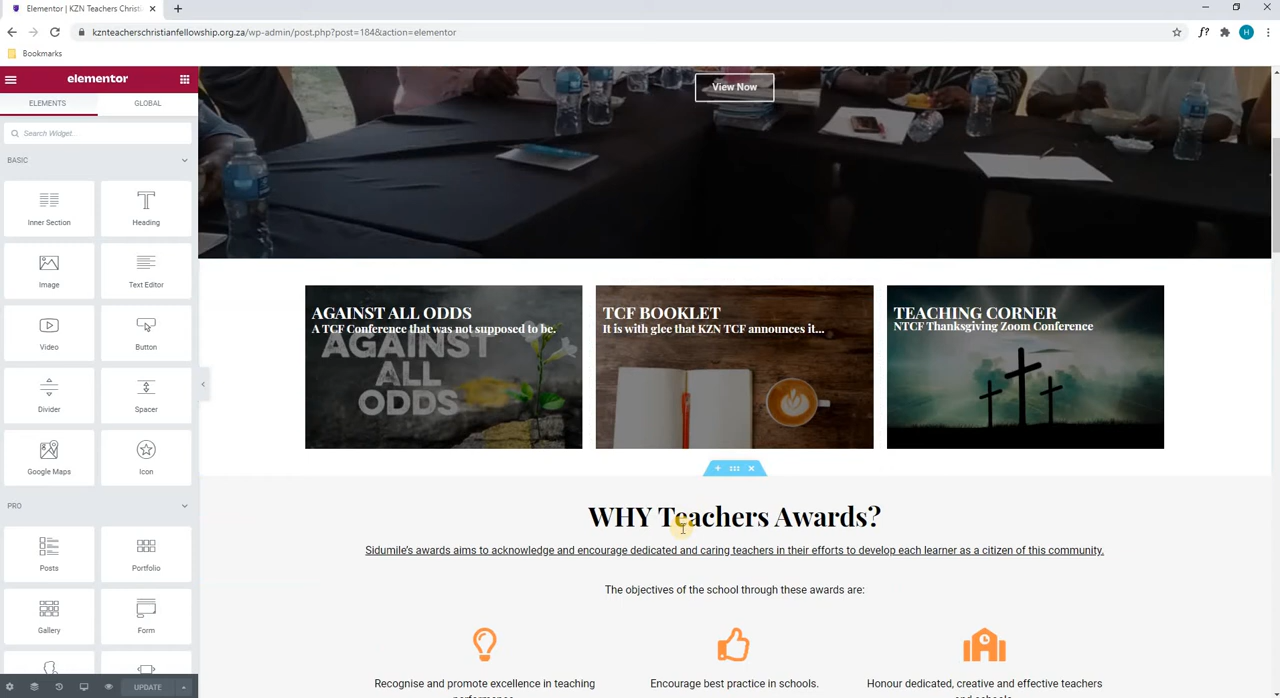 Elementor | KZN Teachers Christi
kznteacherschristianfellowship.org.za/wp-admin/post.php?post=184&action=elementor
f?
H
Bookmarks
elementor
ELEMENTS
GLOBAL
Search Widget...
BASIC
Inner Section
Heading
Image
Text Editor
Video
Button
Divider
Spacer
Google Maps
Icon
PRO
Posts
Portfolio
Gallery
Form
UPDATE
View Now
AGAINST ALL ODDS
A TCF Conference that was not supposed to be.
AGAINST
ALL
ODDS
TCF BOOKLET
It is with glee that KZN TCF announces it...
TEACHING CORNER
NTCF Thanksgiving Zoom Conference
WHY Teachers Awards?
Sidumile's awards aims to acknowledge and encourage dedicated and caring teachers in their efforts to develop each learner as a citizen of this community.
The objectives of the school through these awards are:
Recognise and promote excellence in teaching
performance.
Encourage best practice in schools.
Honour dedicated, creative and effective teachers
and schools.